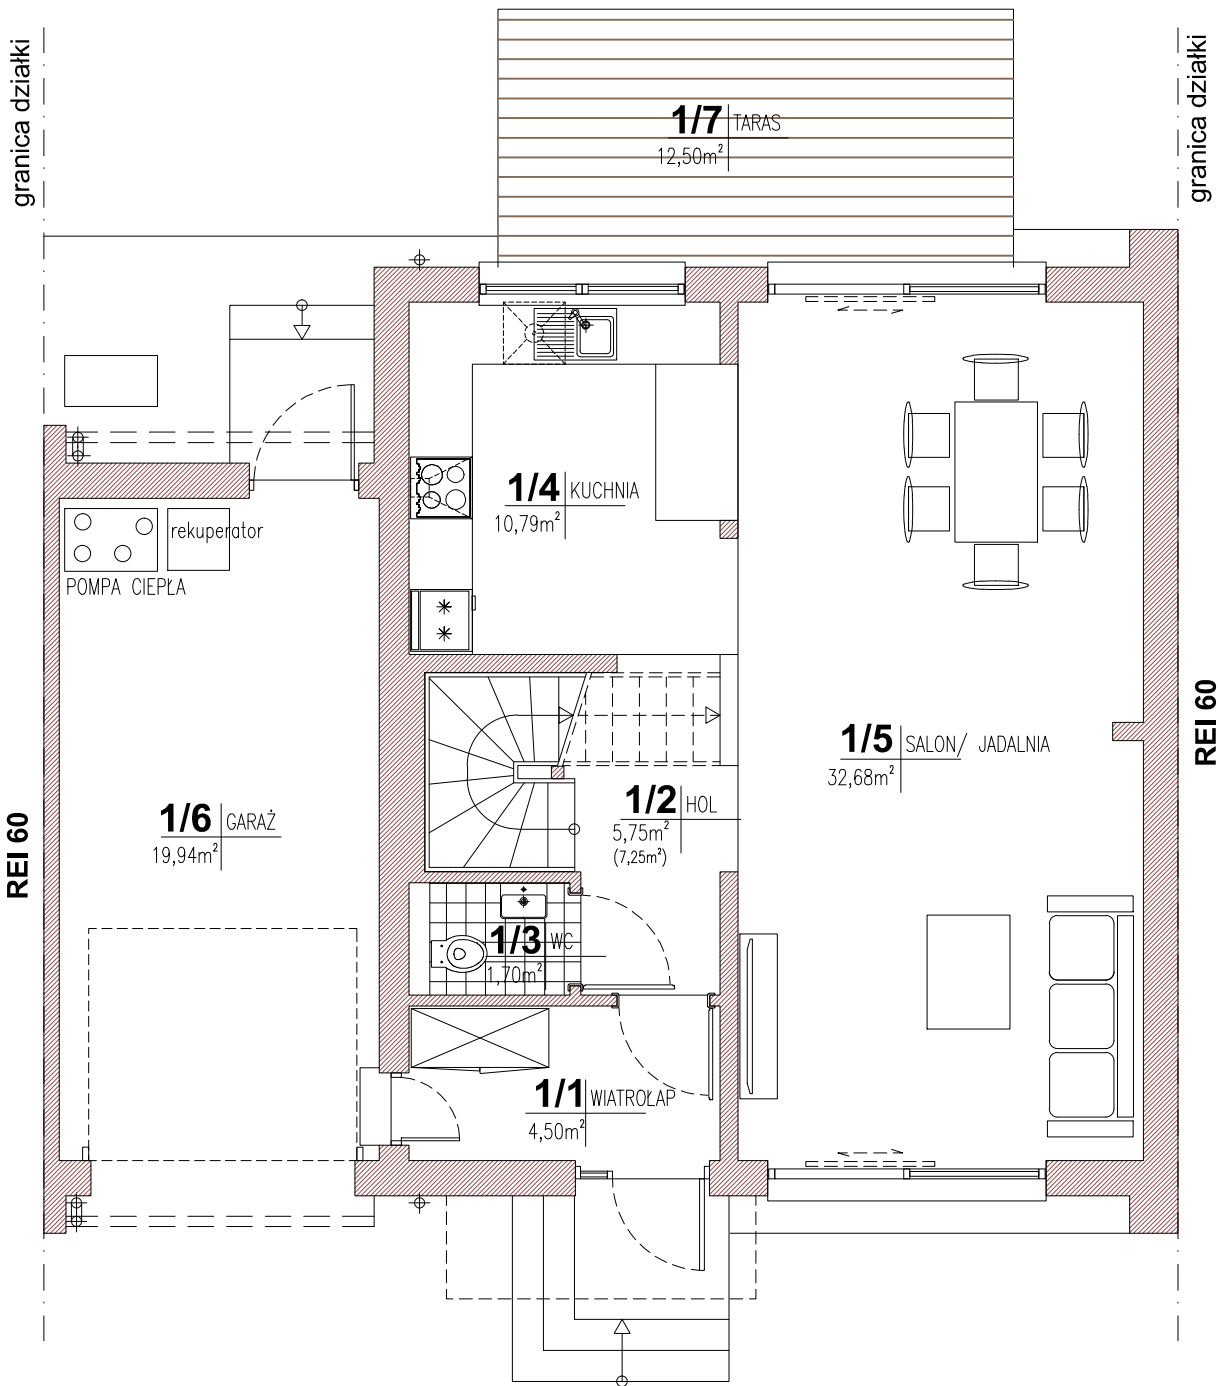 granica działki
granica działki
1/7 TARAS
12,50m²
1/4 KUCHNIA
10,79m²
rekuperator
POMPA CIEPŁA
1/5 SALON/ JADALNIA
32,68m²
REI 60
1/2 HOL
5,75m²
(7,25m²)
1/6 GARAŻ
19,94m²
REI 60
1/3 WC
1,70m²
1/1 WIATROŁAP
4,50m²